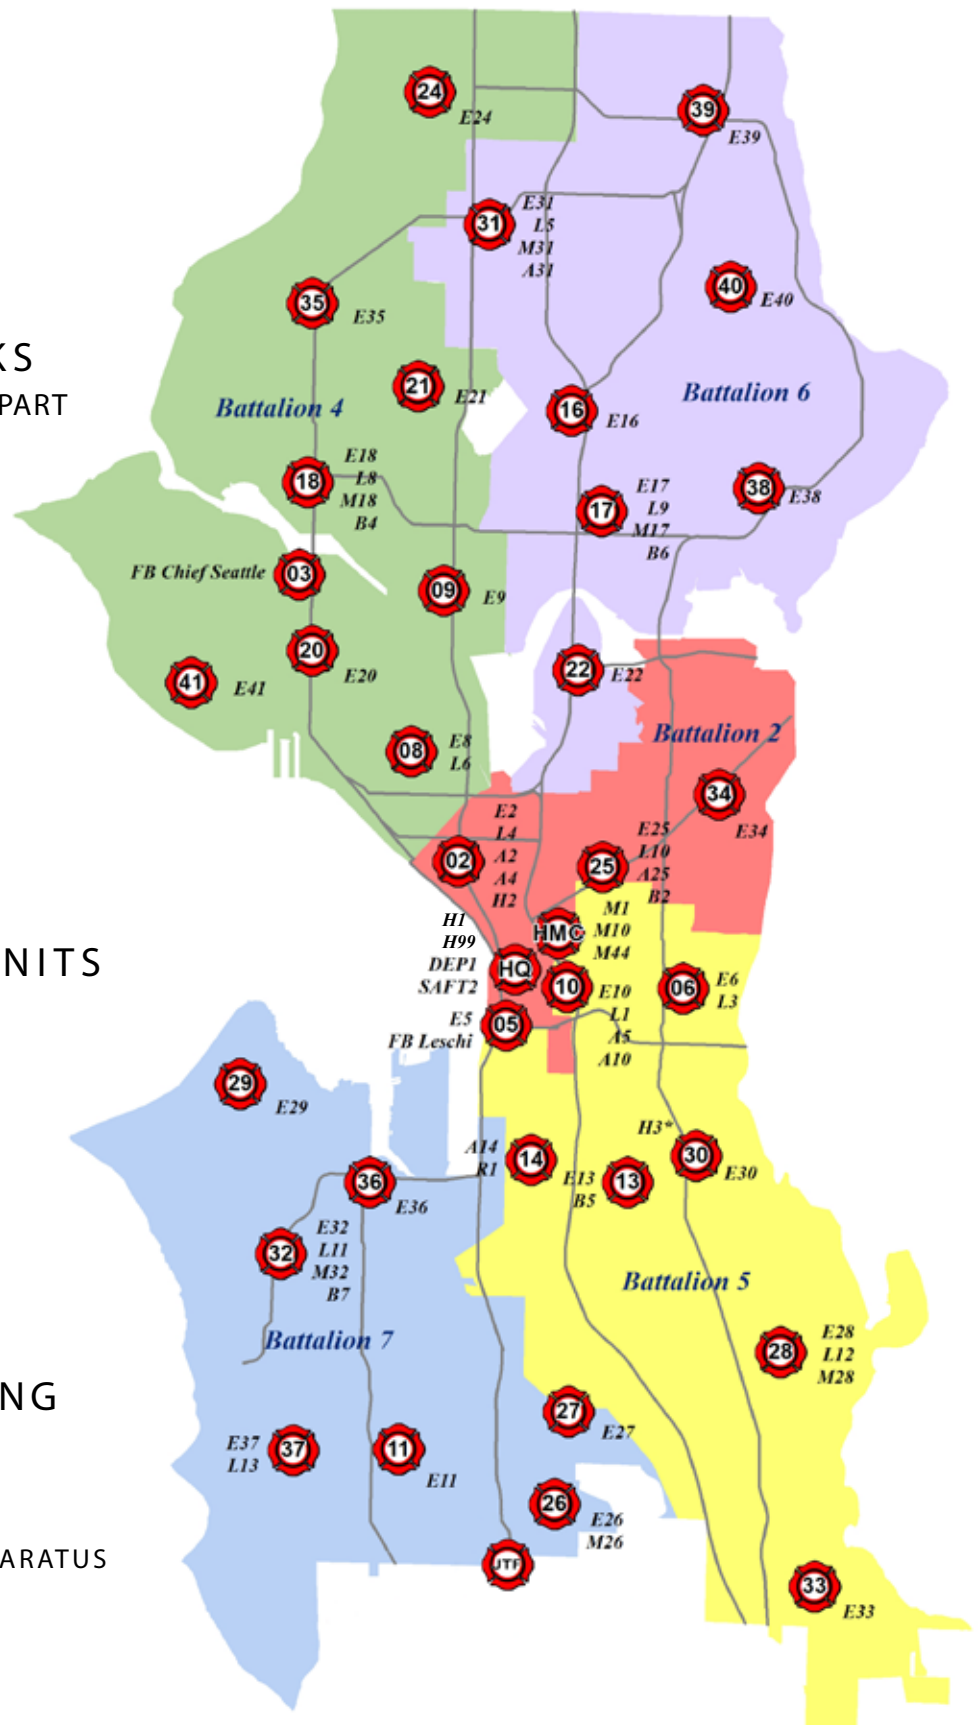 24
E24
39
E39
31
E31
L5
M31
A31
40
E40
35
E35
KS
PART
21
E21
Battalion 4
Battalion 6
16
E16
18
E18
L8
M18
B4
17
E17
L9
M17
B6
38
E38
FB Chief Seattle
03
09
E9
20
E20
41
E41
22
E22
08
E8
L6
Battalion 2
34
E34
02
E2
L4
A2
A4
H2
25
E25
L10
A25
B2
HMC
M1
M10
M44
H1
H99
DEP1
SAFT2
HQ
NITS
10
E10
L1
A5
A10
06
E6
L3
E5
FB Leschi
05
29
E29
A14
R1
14
E13
B5
13
H3*
30
E30
36
E36
32
E32
L11
M32
B7
Battalion 5
Battalion 7
28
E28
L12
M28
NG
27
E27
E37
L13
37
11
E11
26
E26
M26
ARATUS
JTF
33
E33